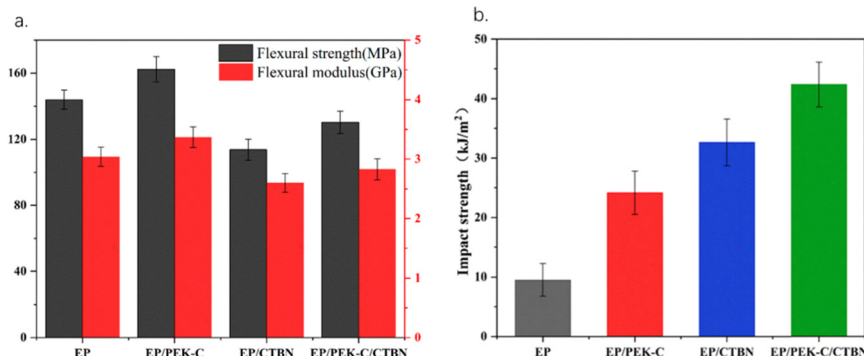 a.
Flexural strength(MPa)
Flexural modulus(GPa)
160
120
80
40
0
5
4
3
2
1
0
EP
EP/PEK-C
EP/CTBN
EP/PEK-C/CTBN
b.
Impact strength（kJ/m²）
50
40
30
20
10
0
EP
EP/PEK-C
EP/CTBN
EP/PEK-C/CTBN